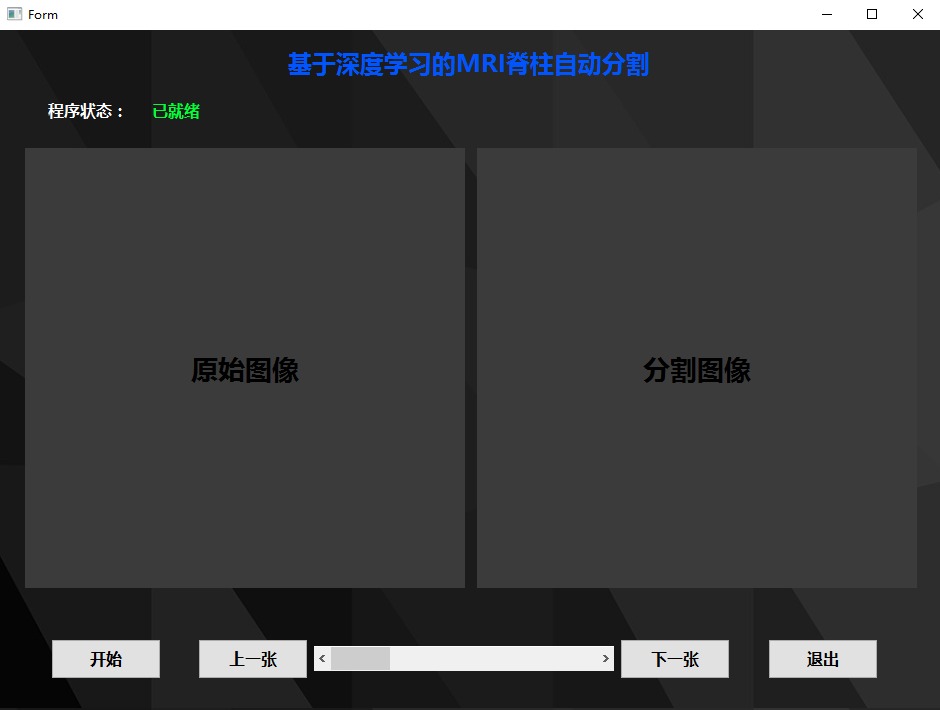 Form
基于深度学习的MRI脊柱自动分割
程序状态： 已就绪
原始图像 分割图像
开始 上一张 下一张 退出